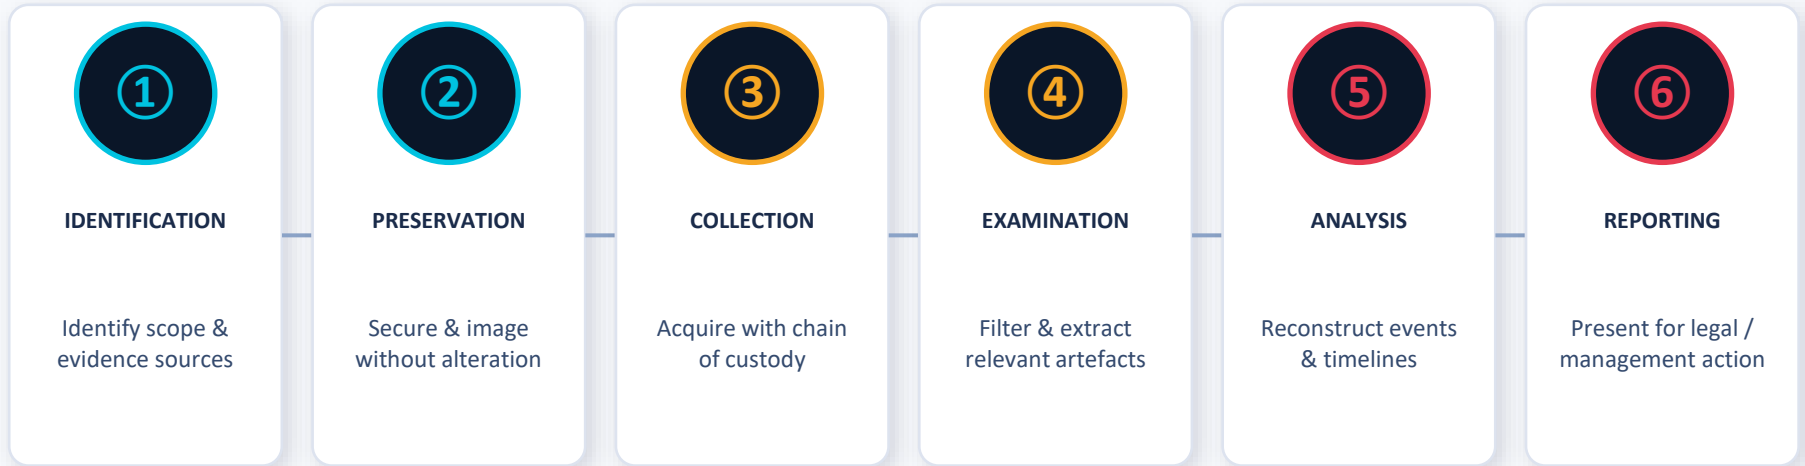 ①
IDENTIFICATION
Identify scope &
evidence sources
②
PRESERVATION
Secure & image
without alteration
③
COLLECTION
Acquire with chain
of custody
④
EXAMINATION
Filter & extract
relevant artefacts
⑤
ANALYSIS
Reconstruct events
& timelines
⑥
REPORTING
Present for legal /
management action